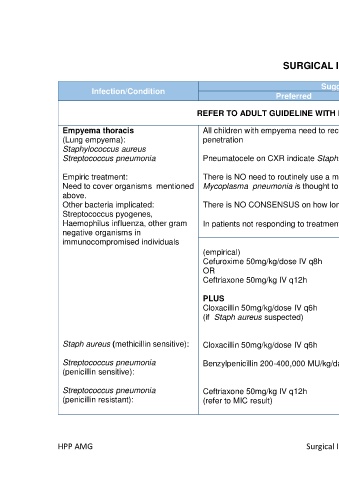 SURGICAL I
Infection/Condition
Sugg
Preferred
REFER TO ADULT GUIDELINE WITH
Empyema thoracis
(Lung empyema):
Staphylococcus aureus
Streptococcus pneumonia
Empiric treatment:
Need to cover organisms mentioned
above.
Other bacteria implicated:
Streptococcus pyogenes,
Haemophilus influenza, other gram
negative organisms in
immunocompromised individuals
All children with empyema need to rec
penetration
Pneumatocele on CXR indicate Staph
There is NO need to routinely use a m
Mycoplasma pneumonia is thought to
There is NO CONSENSUS on how lon
In patients not responding to treatmen
(empirical)
Cefuroxime 50mg/kg/dose IV q8h
OR
Ceftriaxone 50mg/kg IV q12h
PLUS
Cloxacillin 50mg/kg/dose IV q6h
(if Staph aureus suspected)
Staph aureus (methicillin sensitive):
Cloxacillin 50mg/kg/dose IV q6h
Streptococcus pneumonia
(penicillin sensitive):
Benzylpenicillin 200-400,000 MU/kg/da
Streptococcus pneumonia
(penicillin resistant):
Ceftriaxone 50mg/kg IV q12h
(refer to MIC result)
HPP AMG
Surgical I